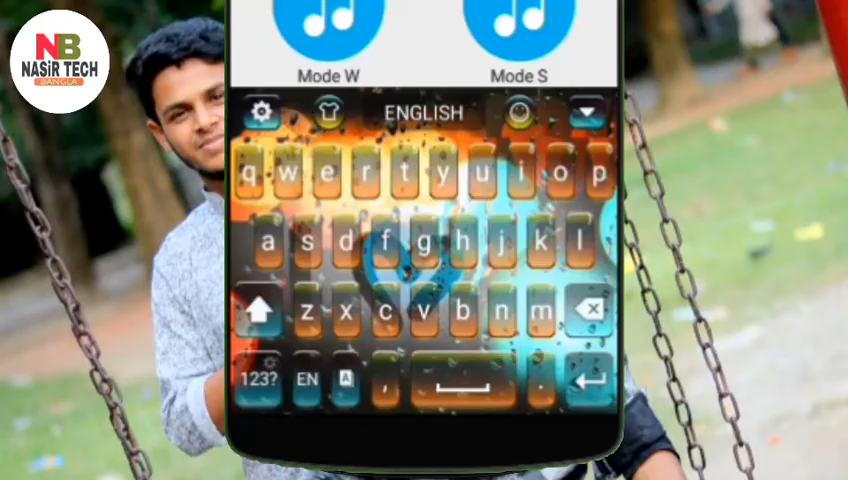 NB
NASiR TECH
BANGLA
Mode W Mode S
ENGLISH
q w e r t y u i o p
a s d f g h j k l
z x c v b n m
123? EN A , .